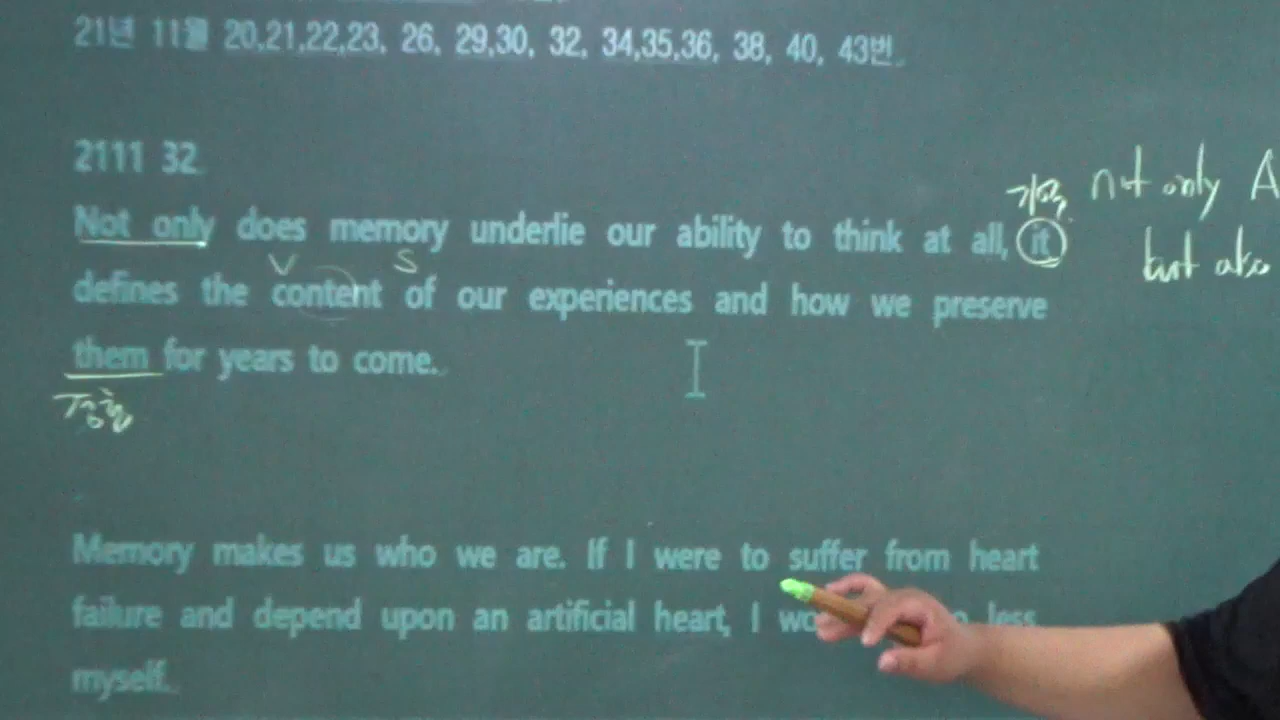 21년 11월 20,21,22,23, 26, 29,30, 32, 34,35,36, 38, 40, 43번
2111 32
기억
not only A
Not only does memory underlie our ability to think at all, it
but also
V S
defines the content of our experiences and how we preserve
them for years to come.
경험
Memory makes us who we are. If I were to suffer from heart
failure and depend upon an artificial heart, I less
myself.